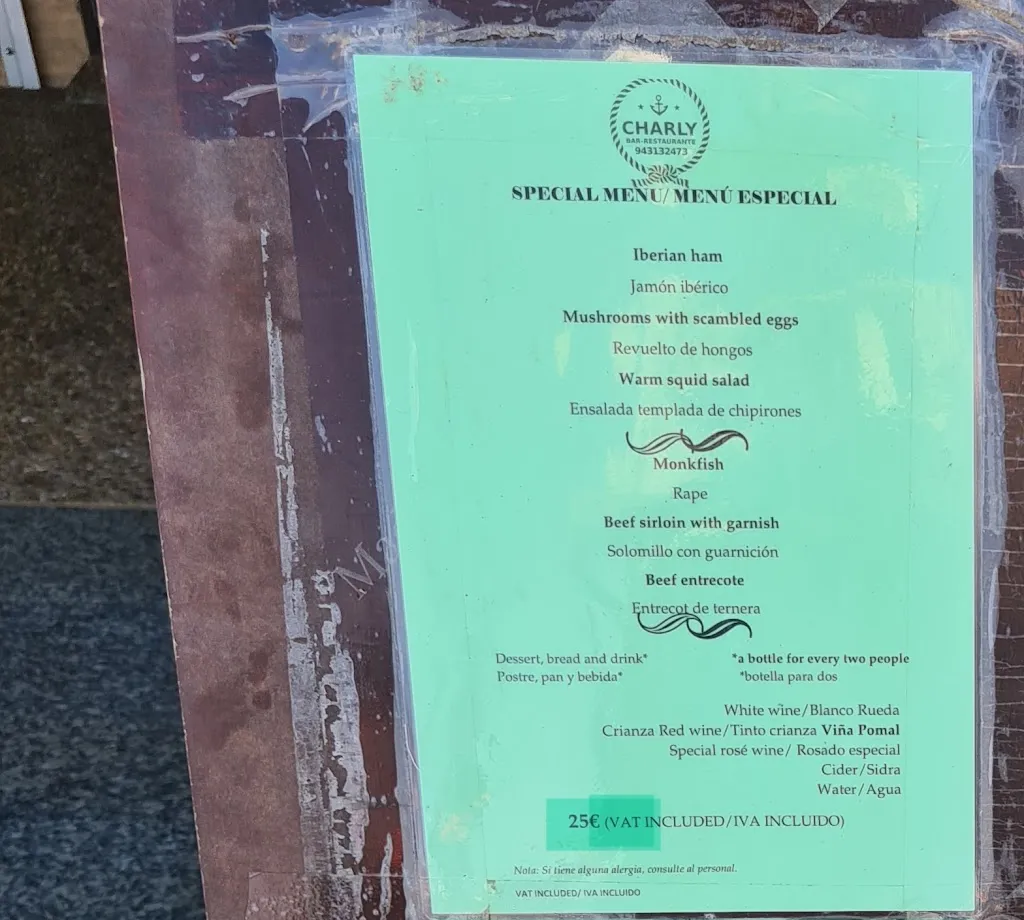 CHARLY
BAR-RESTAURANTE
943132473
SPECIAL MENU/ MENÚ ESPECIAL
Iberian ham
Jamón ibérico
Mushrooms with scambled eggs
Revuelto de hongos
Warm squid salad
Ensalada templada de chipirones
Monkfish
Rape
Beef sirloin with garnish
Solomillo con guarnición
Beef entrecote
Entrecot de ternera
Dessert, bread and drink* *a bottle for every two people
Postre, pan y bebida* *botella para dos
White wine/Blanco Rueda
Crianza Red wine/Tinto crianza Viña Pomal
Special rosé wine/ Rosado especial
Cider/Sidra
Water/Agua
25€ (VAT INCLUDED/IVA INCLUIDO)
Nota: Si tiene alguna alergia, consulte al personal.
VAT INCLUDED/ IVA INCLUIDO